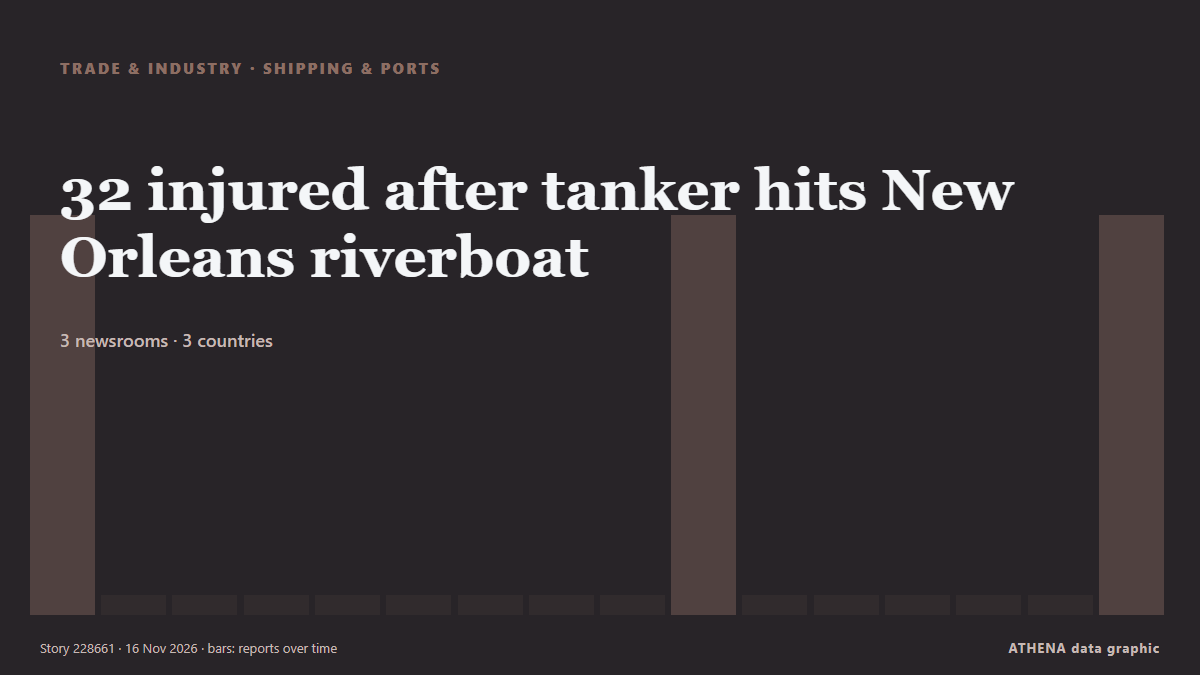 TRADE & INDUSTRY · SHIPPING & PORTS
32 injured after tanker hits New
Orleans riverboat
3 newsrooms · 3 countries
Story 228661 · 16 Nov 2026 · bars: reports over time
ATHENA data graphic